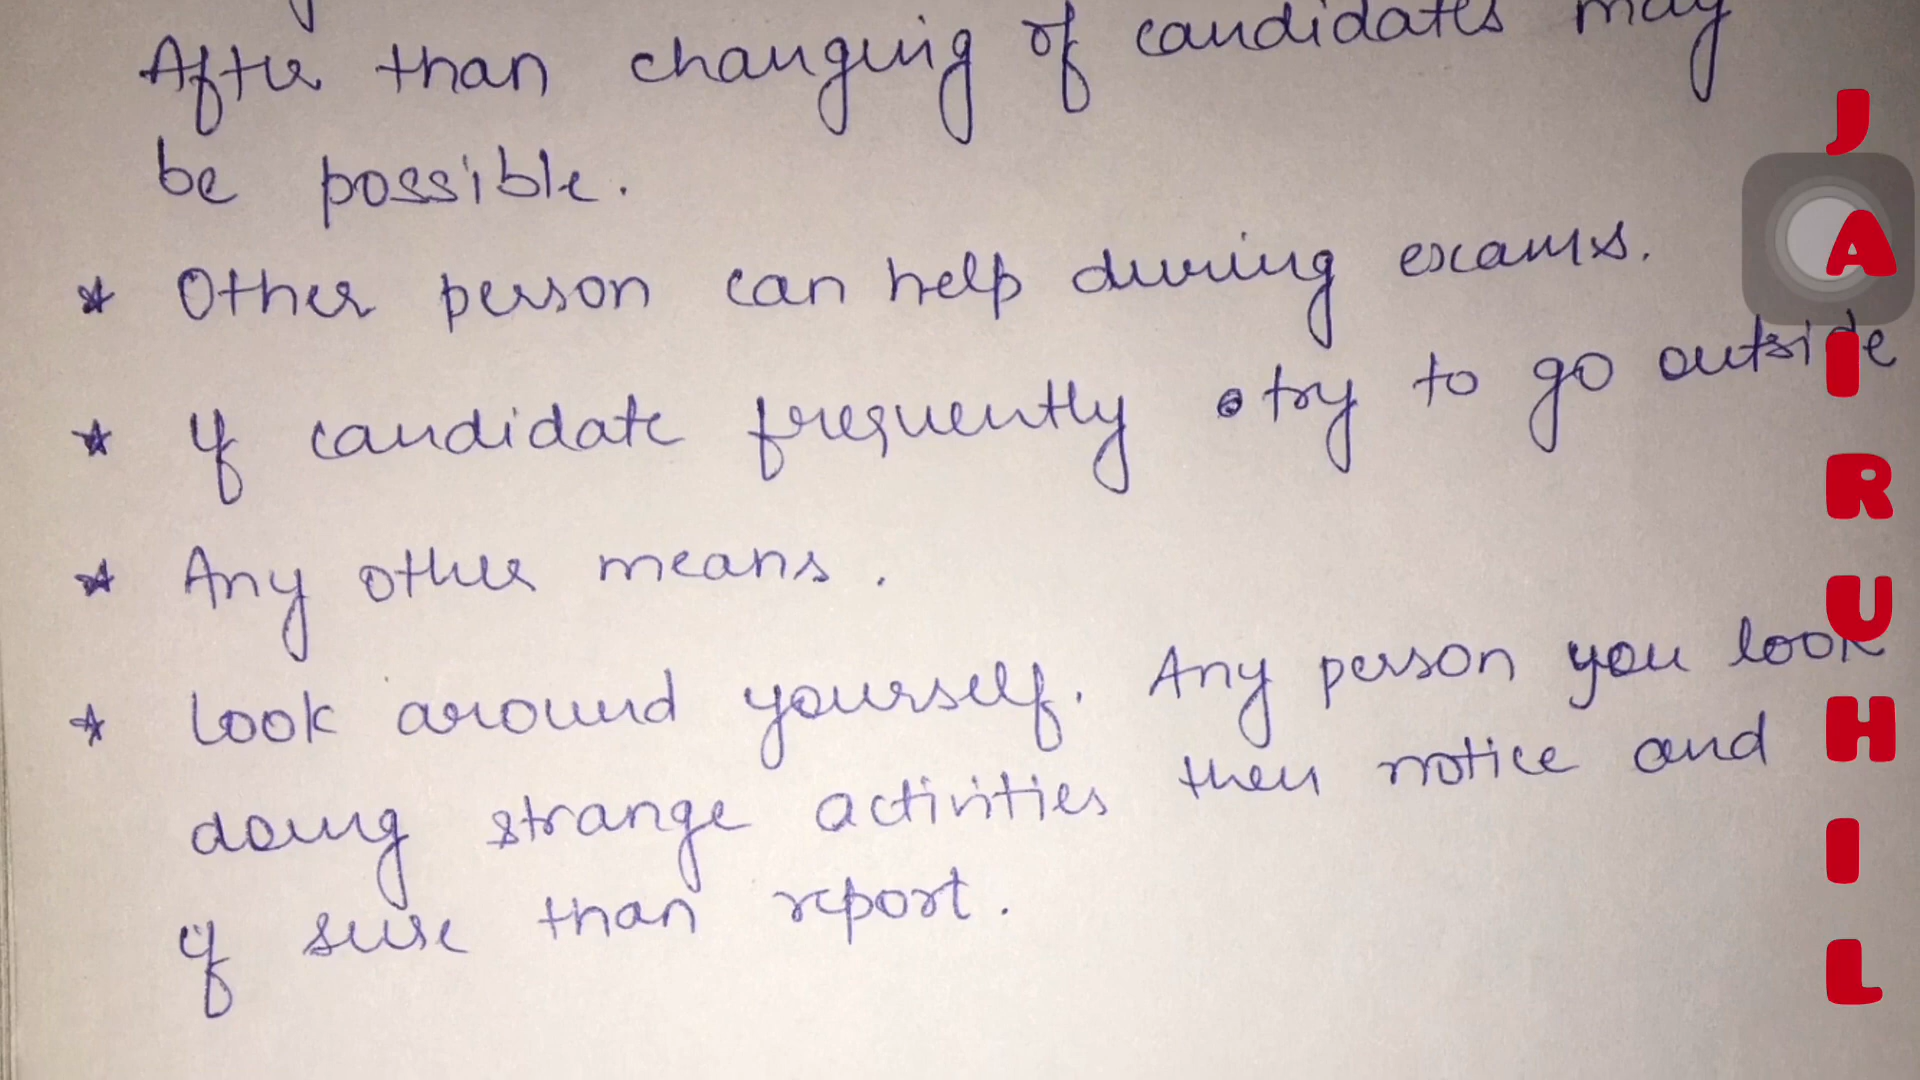 After than changing of candidates may
be possible.
* Other person can help during exams.
* If candidate frequently try to go outside
* Any other means.
* Look around yourself. Any person you look
doing strange activities then notice and
if sure than report.
JAIRUHIL